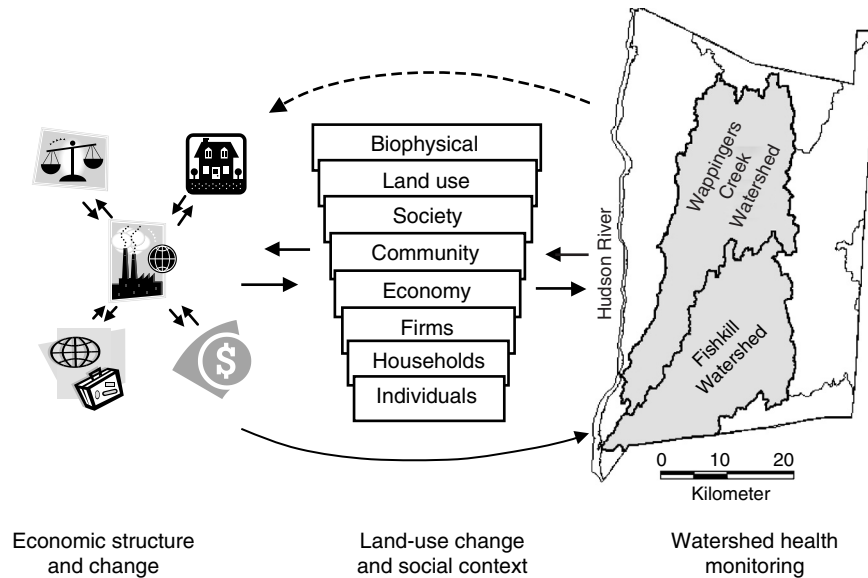 Biophysical
Land use
Society
Community
Economy
Firms
Households
Individuals
$
Hudson River
Wappingers
Creek
Watershed
Fishkill
Watershed
0 10 20
Kilometer
Economic structure
and change
Land-use change
and social context
Watershed health
monitoring